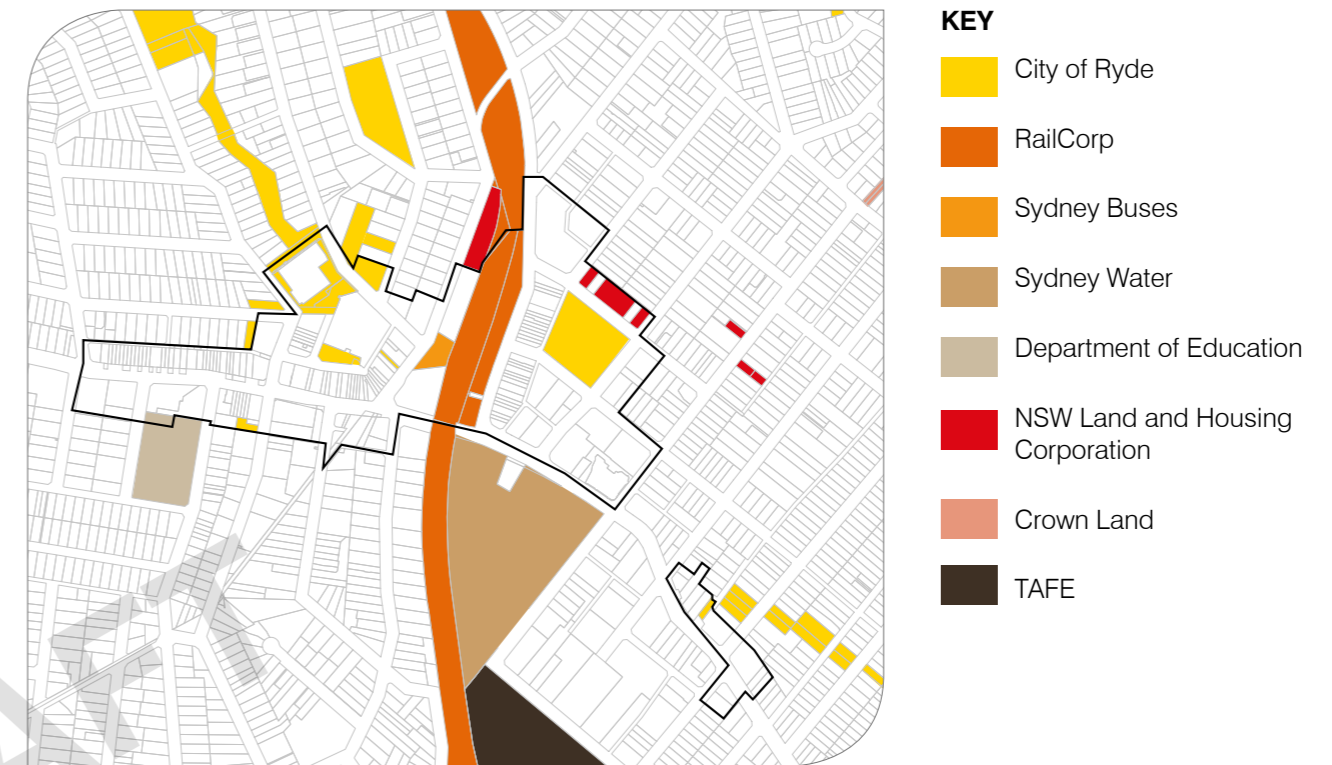 KEY
City of Ryde
RailCorp
Sydney Buses
Sydney Water
Department of Education
NSW Land and Housing
Corporation
Crown Land
TAFE